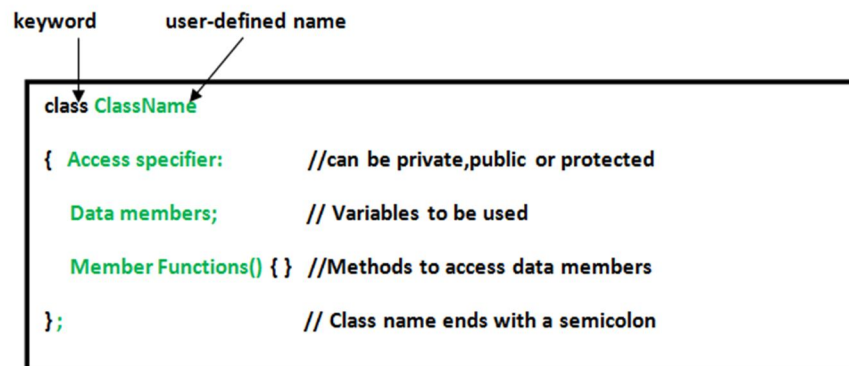 keyword user-defined name
class ClassName
{ Access specifier: //can be private,public or protected
Data members; // Variables to be used
Member Functions() { } //Methods to access data members
}; // Class name ends with a semicolon